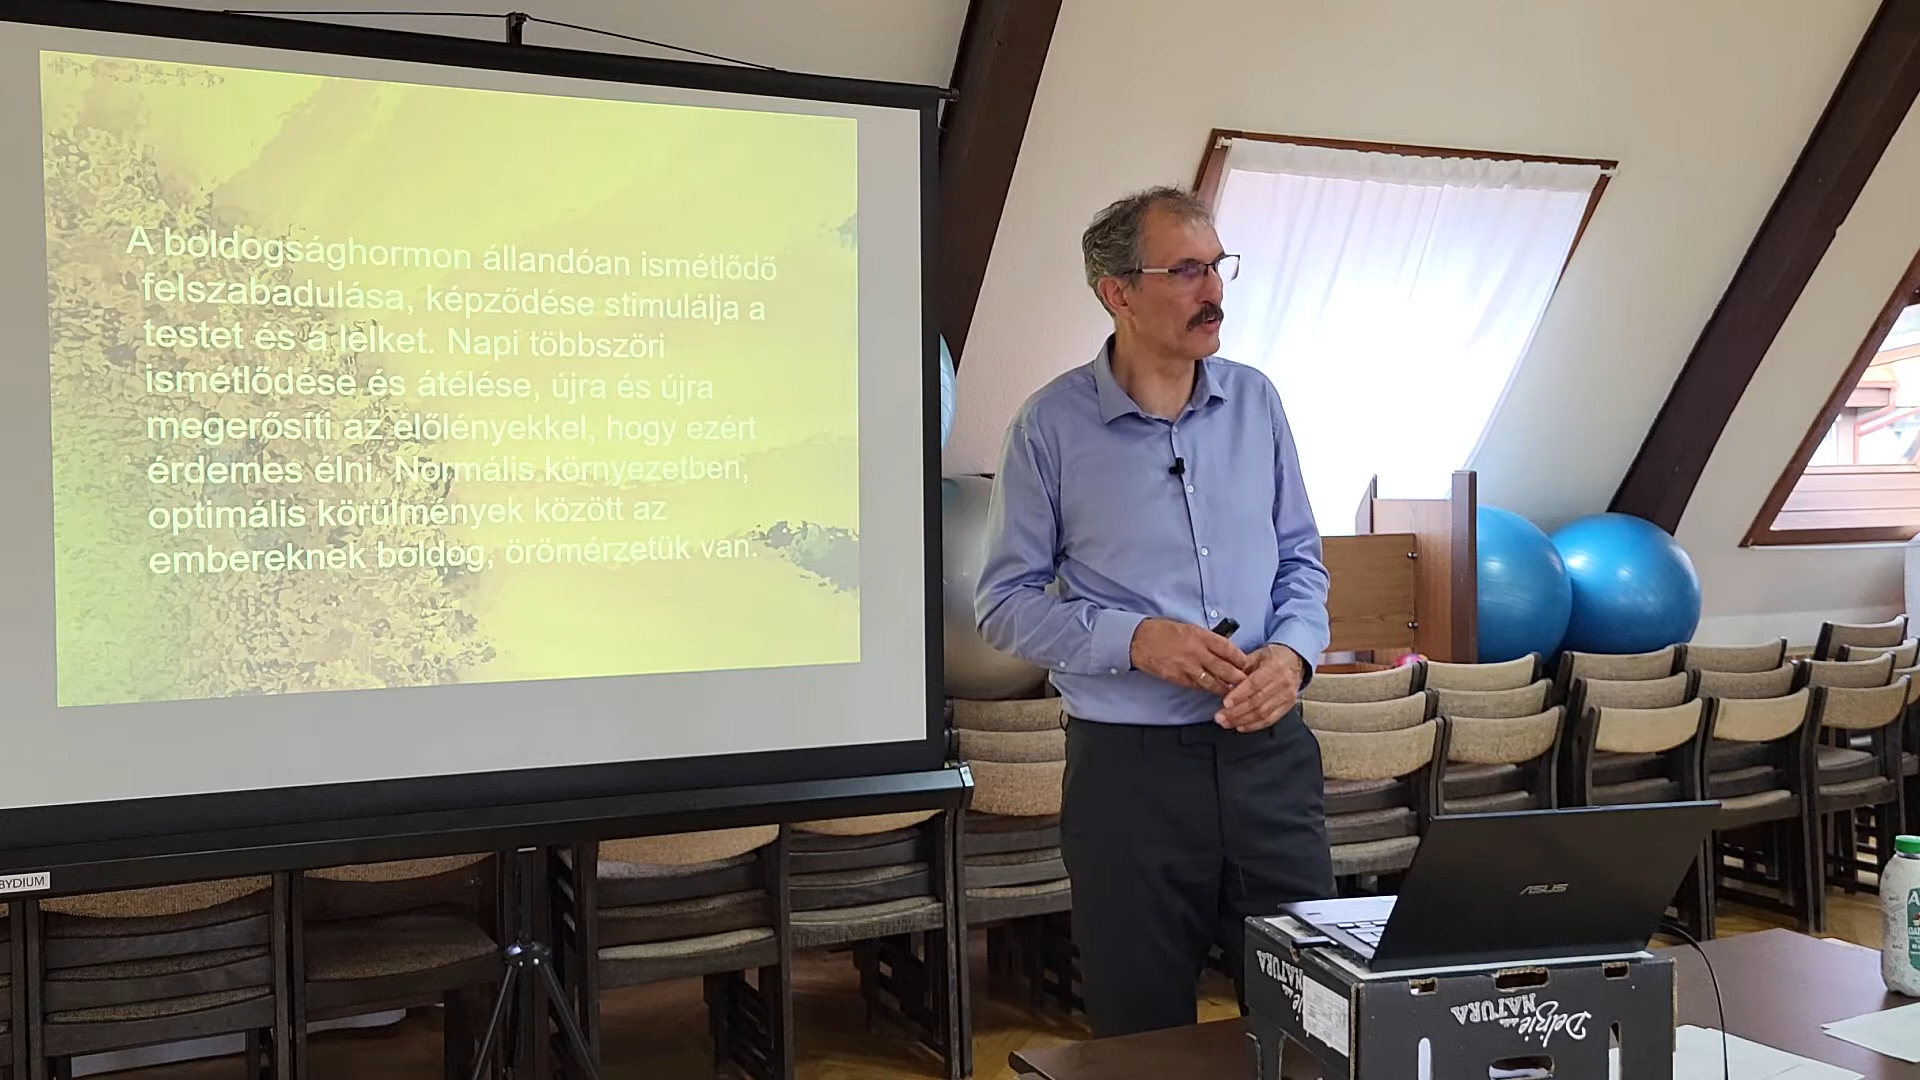 A boldogsághormon állandóan ismétlődő
felszabadulása, képződése stimulálja a
testet és a lelket. Napi többszöri
ismétlődése és átélése, újra és újra
megerősíti az élőlényekkel, hogy ezért
érdemes élni. Normális környezetben,
optimális körülmények között az
embereknek boldog, örömérzetük van.
BYDIUM
ASUS
NATURA
Delizie
NATURA